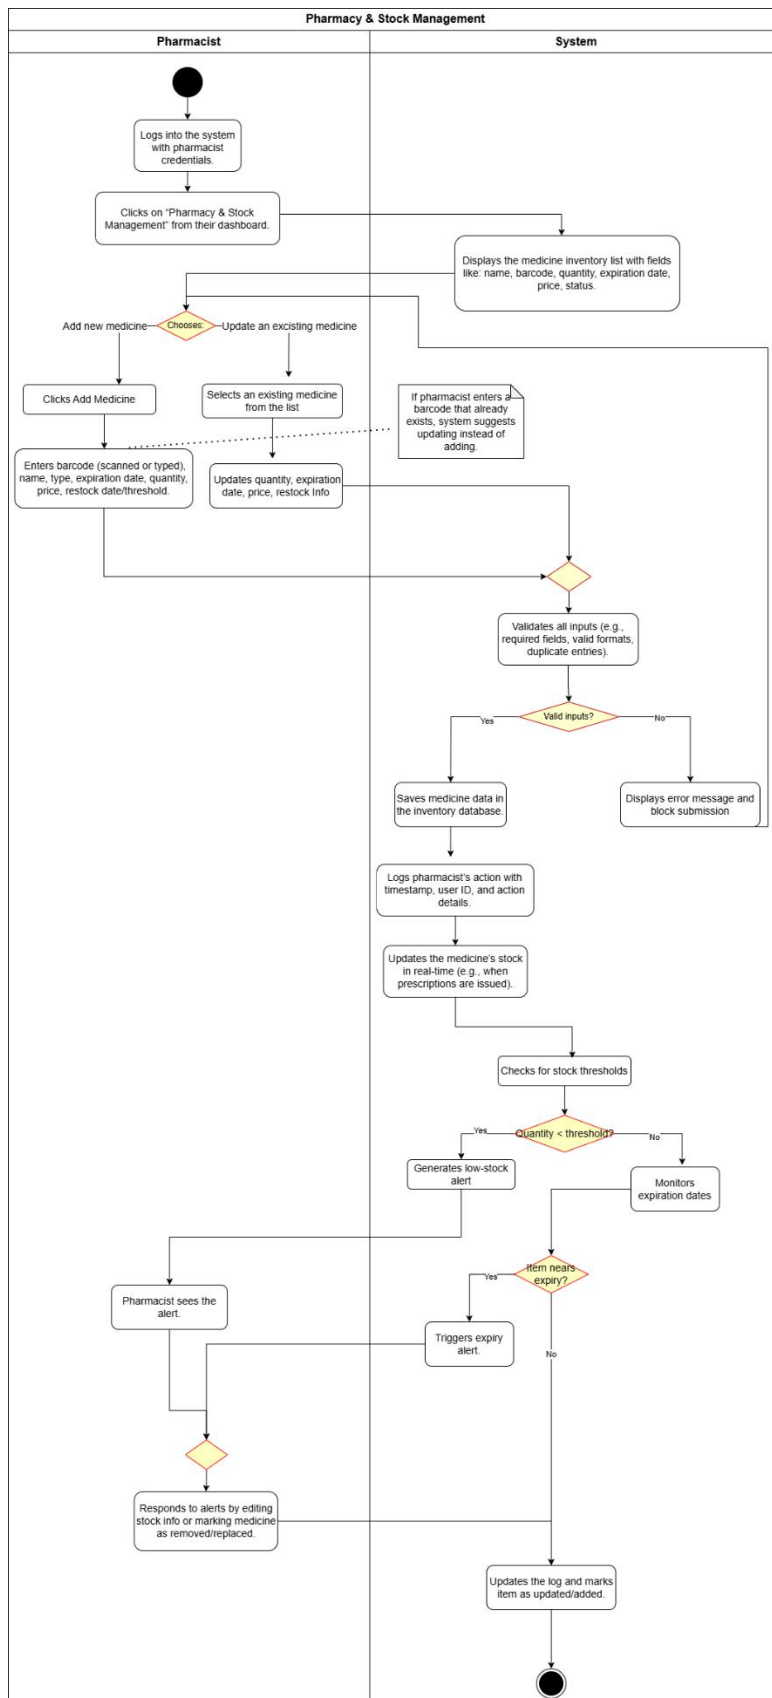 Pharmacy & Stock Management
Pharmacist
System
Logs into the system
with pharmacist
credentials.
Clicks on “Pharmacy & Stock
Management” from their dashboard.
Displays the medicine inventory list with fields
like: name, barcode, quantity, expiration date,
price, status.
Add new medicine
Chooses:
Update an excisting medicine
Clicks Add Medicine
Selects an existing medicine
from the list
If pharmacist enters a
barcode that already
exists, system suggests
updating instead of
adding.
Enters barcode (scanned or typed),
name, type, expiration date, quantity,
price, restock date/threshold.
Updates quantity, expiration
date, price, restock Info
Validates all inputs (e.g.,
required fields, valid formats,
duplicate entries).
Yes
Valid inputs?
No
Saves medicine data in
the inventory database.
Displays error message and
block submission
Logs pharmacist's action with
timestamp, user ID, and action
details.
Updates the medicine's stock
in real-time (e.g., when
prescriptions are issued).
Checks for stock thresholds
Yes
Quantity < threshold?
No
Generates low-stock
alert
Monitors
expiration dates
Yes
Item nears
expiry?
Pharmacist sees the
alert.
Triggers expiry
alert.
No
Responds to alerts by editing
stock info or marking medicine
as removed/replaced.
Updates the log and marks
item as updated/added.